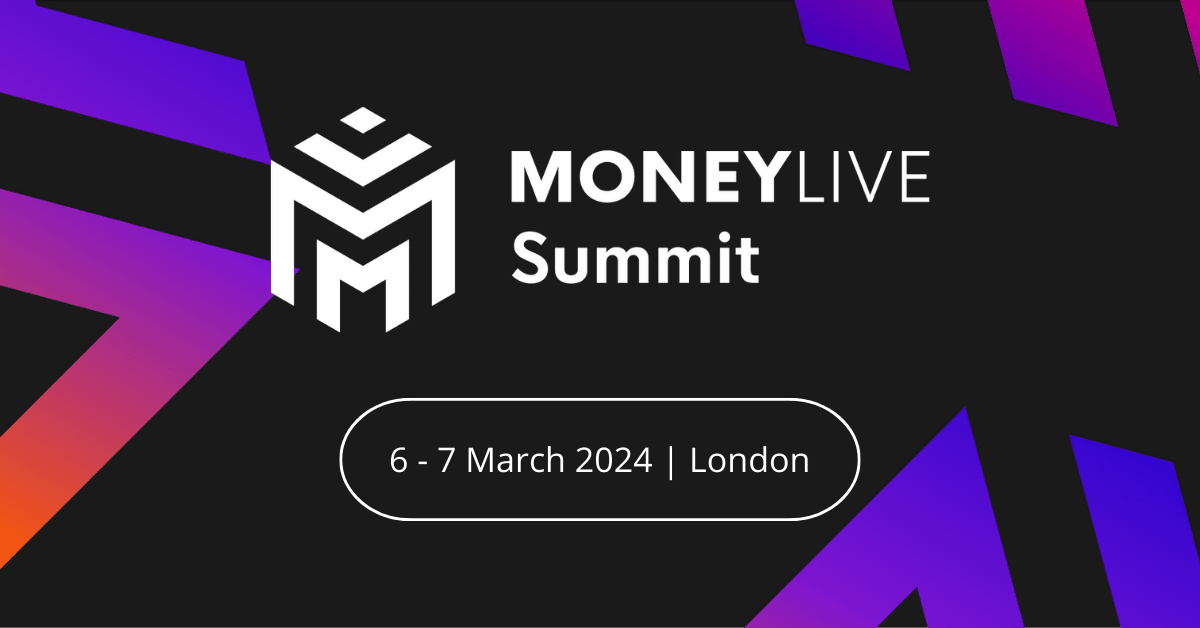 MONEYLIVE
Summit
6 - 7 March 2024 | London